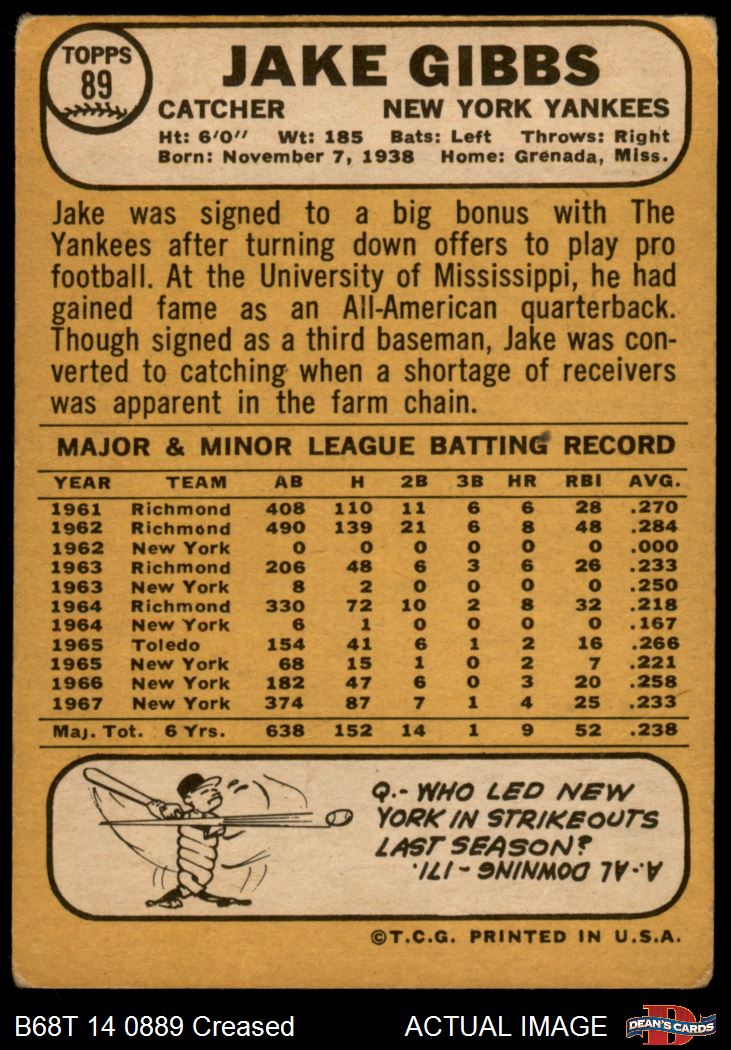 TOPPS
89
JAKE GIBBS
CATCHER NEW YORK YANKEES
Ht: 6'0" Wt: 185 Bats: Left Throws: Right
Born: November 7, 1938 Home: Grenada, Miss.
Jake was signed to a big bonus with The
Yankees after turning down offers to play pro
football. At the University of Mississippi, he had
gained fame as an All-American quarterback.
Though signed as a third baseman, Jake was con-
verted to catching when a shortage of receivers
was apparent in the farm chain.
MAJOR & MINOR LEAGUE BATTING RECORD
YEAR TEAM AB H 2B 3B HR RBI AVG.
1961 Richmond 408 110 11 6 6 28 .270
1962 Richmond 490 139 21 6 8 48 .284
1962 New York 0 0 0 0 0 0 .000
1963 Richmond 206 48 6 3 6 26 .233
1963 New York 8 2 0 0 0 0 .250
1964 Richmond 330 72 10 2 8 32 .218
1964 New York 6 1 0 0 0 0 .167
1965 Toledo 154 41 6 1 2 16 .266
1965 New York 68 15 1 0 2 7 .221
1966 New York 182 47 6 0 3 20 .258
1967 New York 374 87 7 1 4 25 .233
Maj. Tot. 6 Yrs. 638 152 14 1 9 52 .238
Q.- WHO LED NEW
YORK IN STRIKEOUTS
LAST SEASON?
A.- AL DOWNING - 171.
©T.C.G. PRINTED IN U.S.A.
B68T 14 0889 Creased ACTUAL IMAGE DEAN'S CARDS